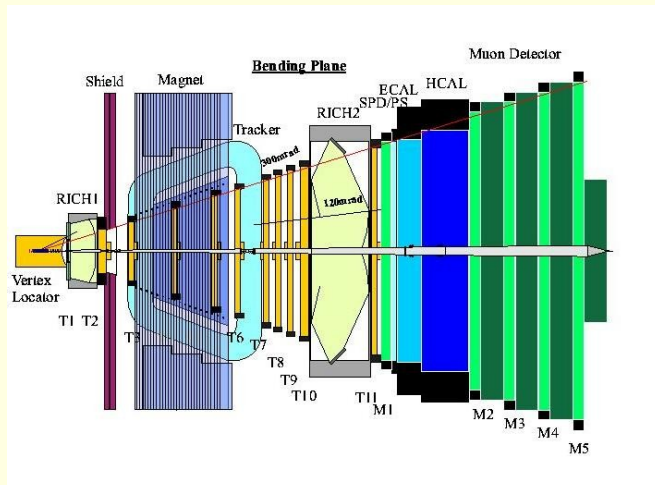 Bending Plane
Muon Detector
Shield
Magnet
ECAL
HCAL
SPD/PS
RICH2
Tracker
300mrad
120mrad
RICH1
Vertex
Locator
T1
T2
T3
T6
T7
T8
T9
T10
T11
M1
M2
M3
M4
M5